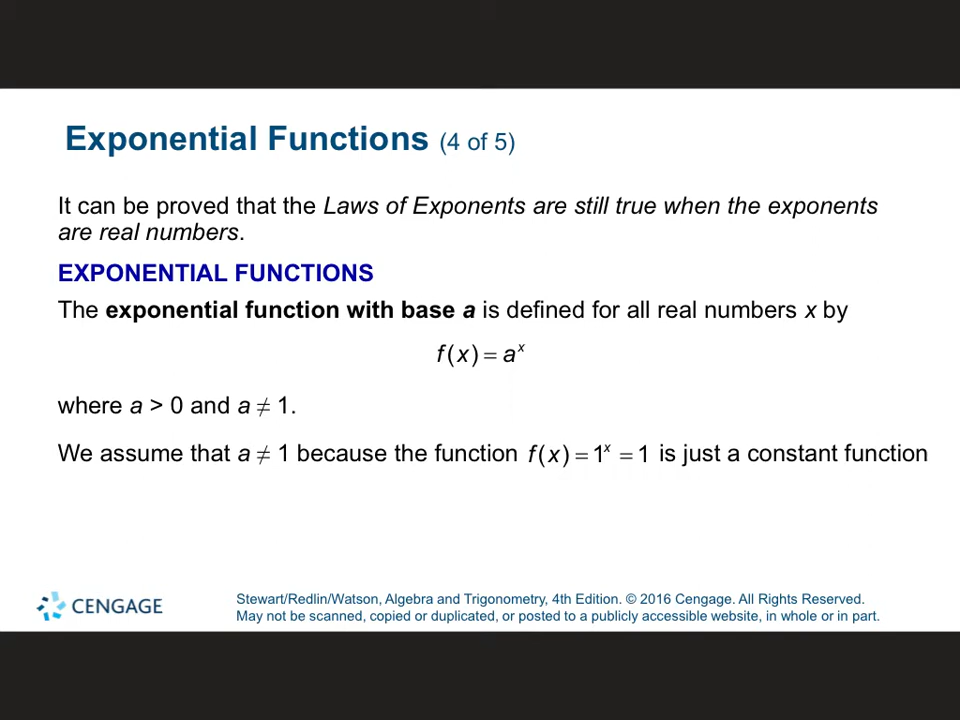 Exponential Functions (4 of 5)
It can be proved that the Laws of Exponents are still true when the exponents
are real numbers.
EXPONENTIAL FUNCTIONS
The exponential function with base a is defined for all real numbers x by
f(x) = aˣ
where a > 0 and a ≠ 1.
We assume that a ≠ 1 because the function f(x) = 1ˣ = 1 is just a constant function
CENGAGE
Stewart/Redlin/Watson, Algebra and Trigonometry, 4th Edition. © 2016 Cengage. All Rights Reserved.
May not be scanned, copied or duplicated, or posted to a publicly accessible website, in whole or in part.